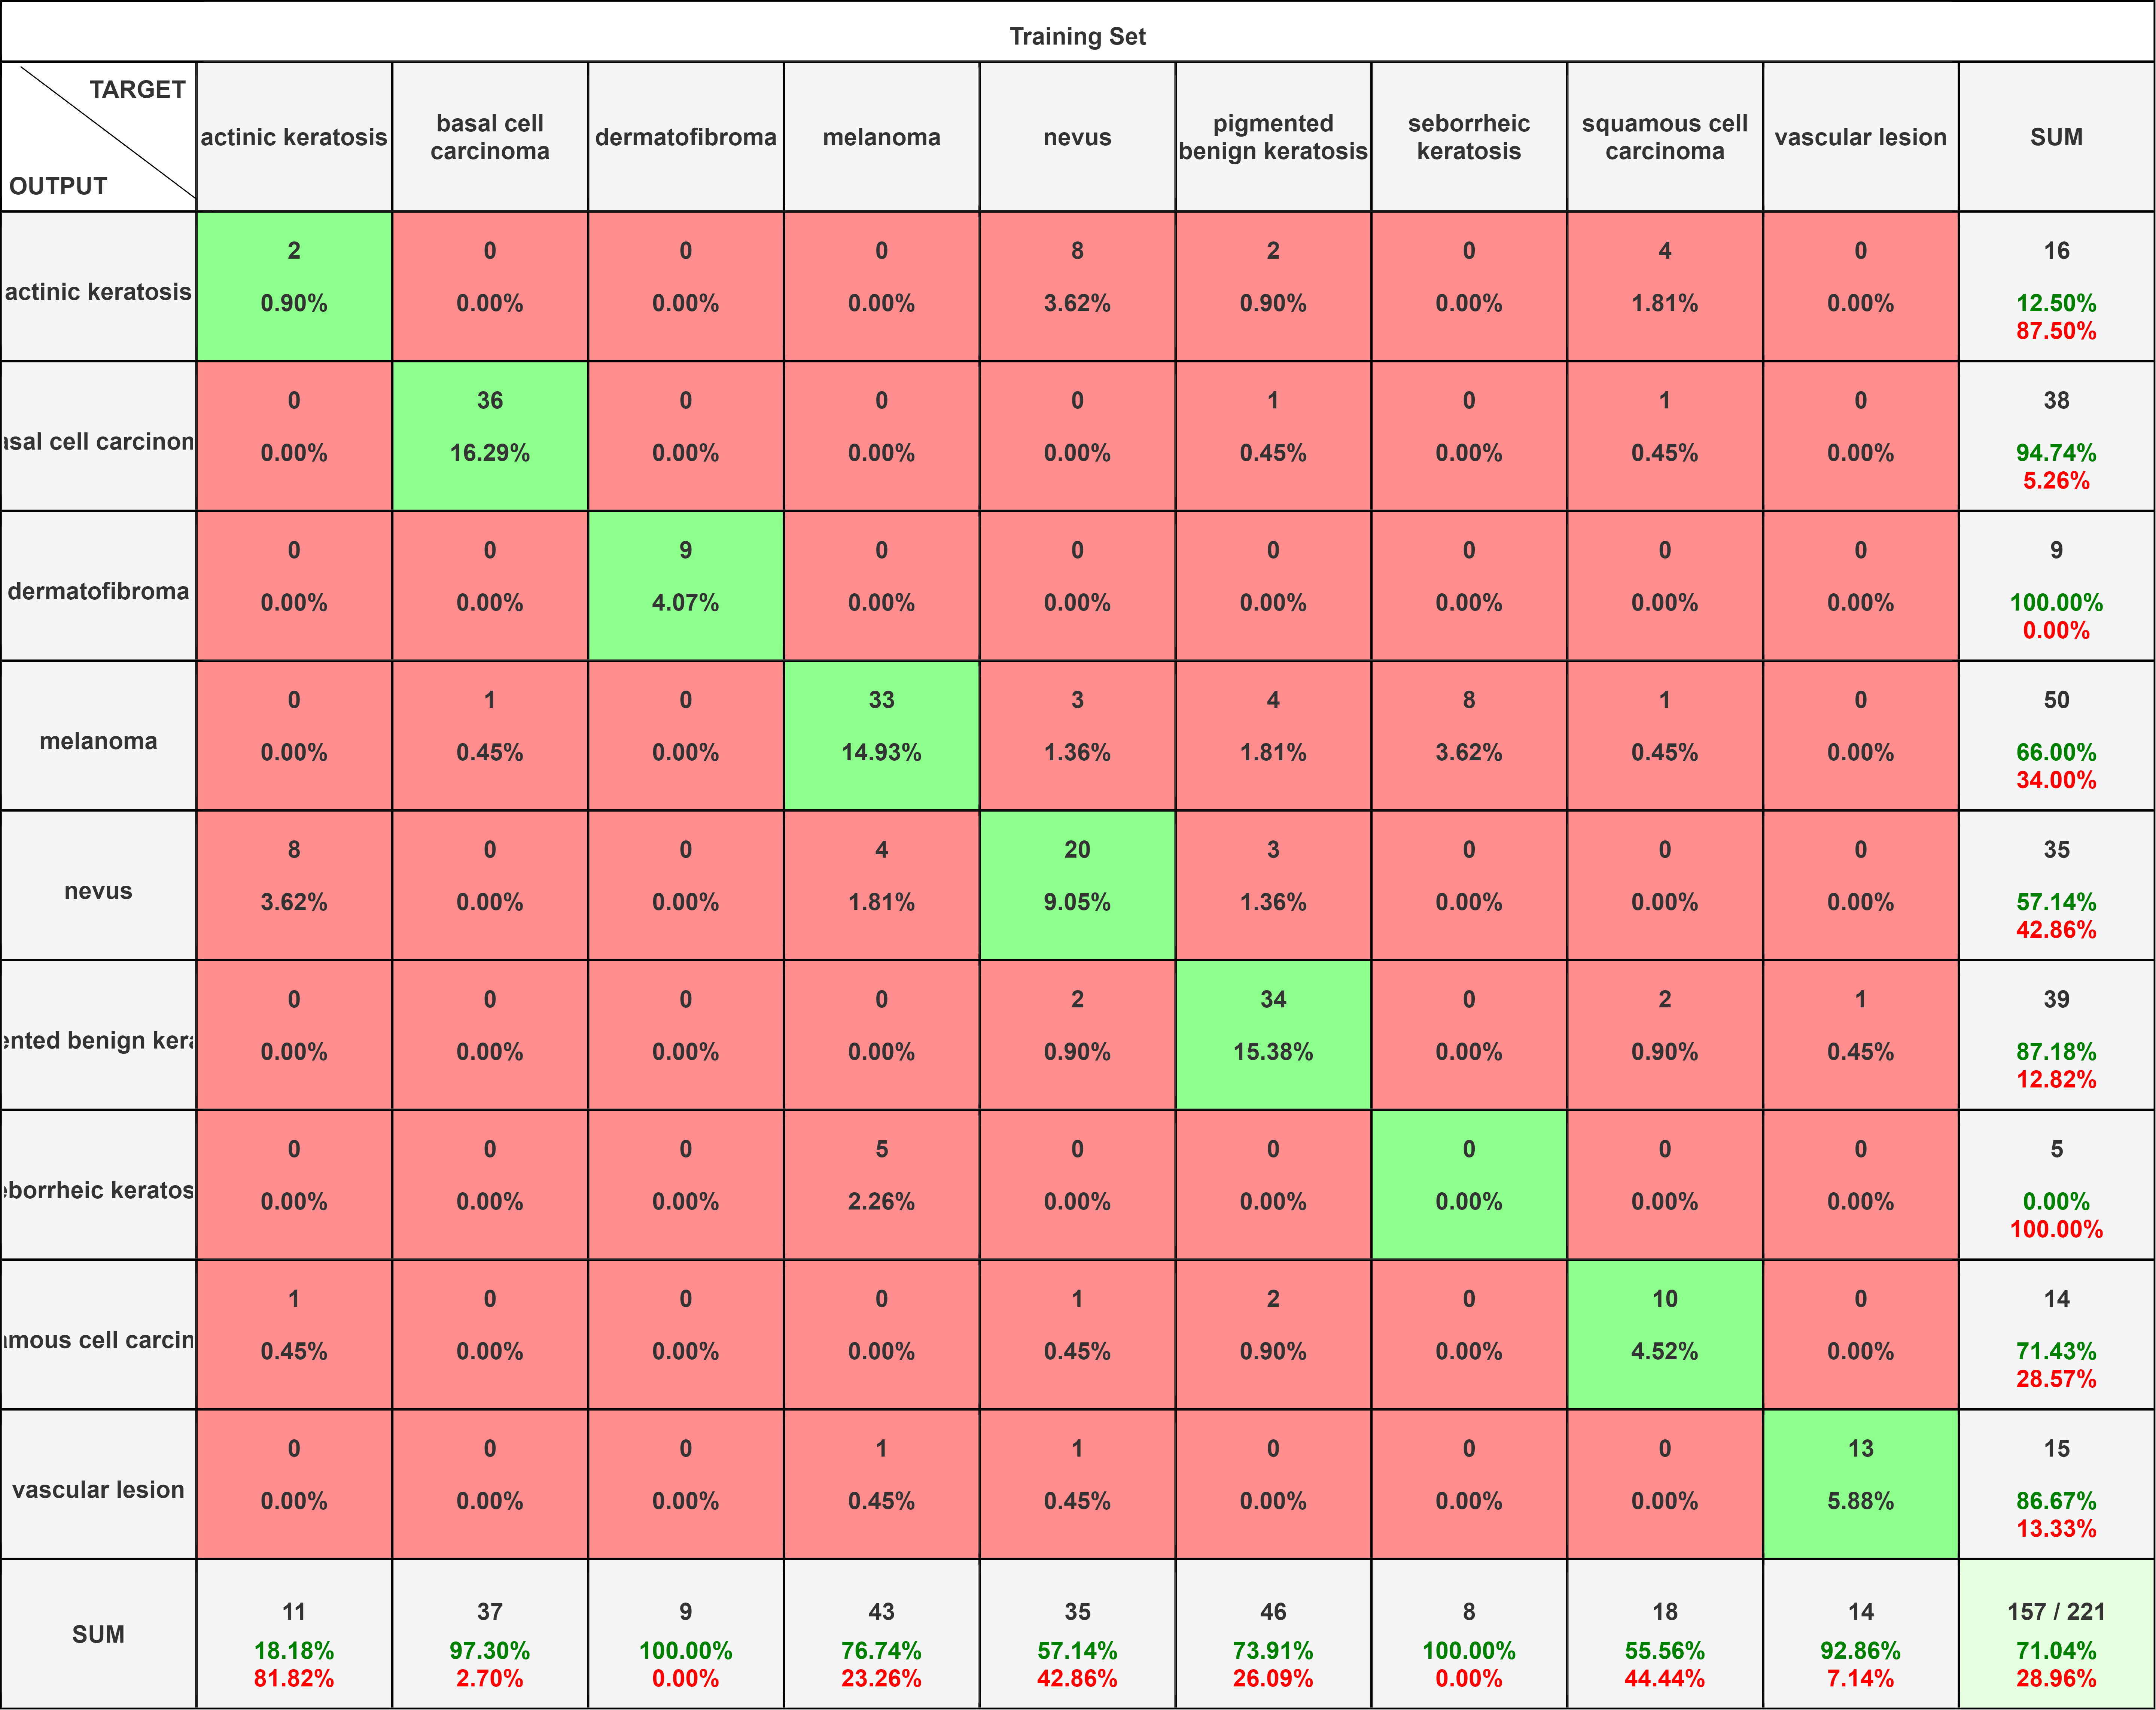 Training Set
TARGET
OUTPUT
actinic keratosis
basal cell
carcinoma
dermatofibroma
melanoma
nevus
pigmented
benign keratosis
seborrheic
keratosis
squamous cell
carcinoma
vascular lesion
SUM
actinic keratosis
2 0 0 0 8 2 0 4 0 16
0.90% 0.00% 0.00% 0.00% 3.62% 0.90% 0.00% 1.81% 0.00% 12.50%
87.50%
asal cell carcinom
0 36 0 0 0 1 0 1 0 38
0.00% 16.29% 0.00% 0.00% 0.00% 0.45% 0.00% 0.45% 0.00% 94.74%
5.26%
dermatofibroma
0 0 9 0 0 0 0 0 0 9
0.00% 0.00% 4.07% 0.00% 0.00% 0.00% 0.00% 0.00% 0.00% 100.00%
0.00%
melanoma
0 1 0 33 3 4 8 1 0 50
0.00% 0.45% 0.00% 14.93% 1.36% 1.81% 3.62% 0.45% 0.00% 66.00%
34.00%
nevus
8 0 0 4 20 3 0 0 0 35
3.62% 0.00% 0.00% 1.81% 9.05% 1.36% 0.00% 0.00% 0.00% 57.14%
42.86%
ented benign kera
0 0 0 0 2 34 0 2 1 39
0.00% 0.00% 0.00% 0.00% 0.90% 15.38% 0.00% 0.90% 0.45% 87.18%
12.82%
eborrheic keratos
0 0 0 5 0 0 0 0 0 5
0.00% 0.00% 0.00% 2.26% 0.00% 0.00% 0.00% 0.00% 0.00% 0.00%
100.00%
amous cell carcin
1 0 0 0 1 2 0 10 0 14
0.45% 0.00% 0.00% 0.00% 0.45% 0.90% 0.00% 4.52% 0.00% 71.43%
28.57%
vascular lesion
0 0 0 1 1 0 0 0 13 15
0.00% 0.00% 0.00% 0.45% 0.45% 0.00% 0.00% 0.00% 5.88% 86.67%
13.33%
SUM
11 37 9 43 35 46 8 18 14 157 / 221
18.18% 97.30% 100.00% 76.74% 57.14% 73.91% 100.00% 55.56% 92.86% 71.04%
81.82% 2.70% 0.00% 23.26% 42.86% 26.09% 0.00% 44.44% 7.14% 28.96%